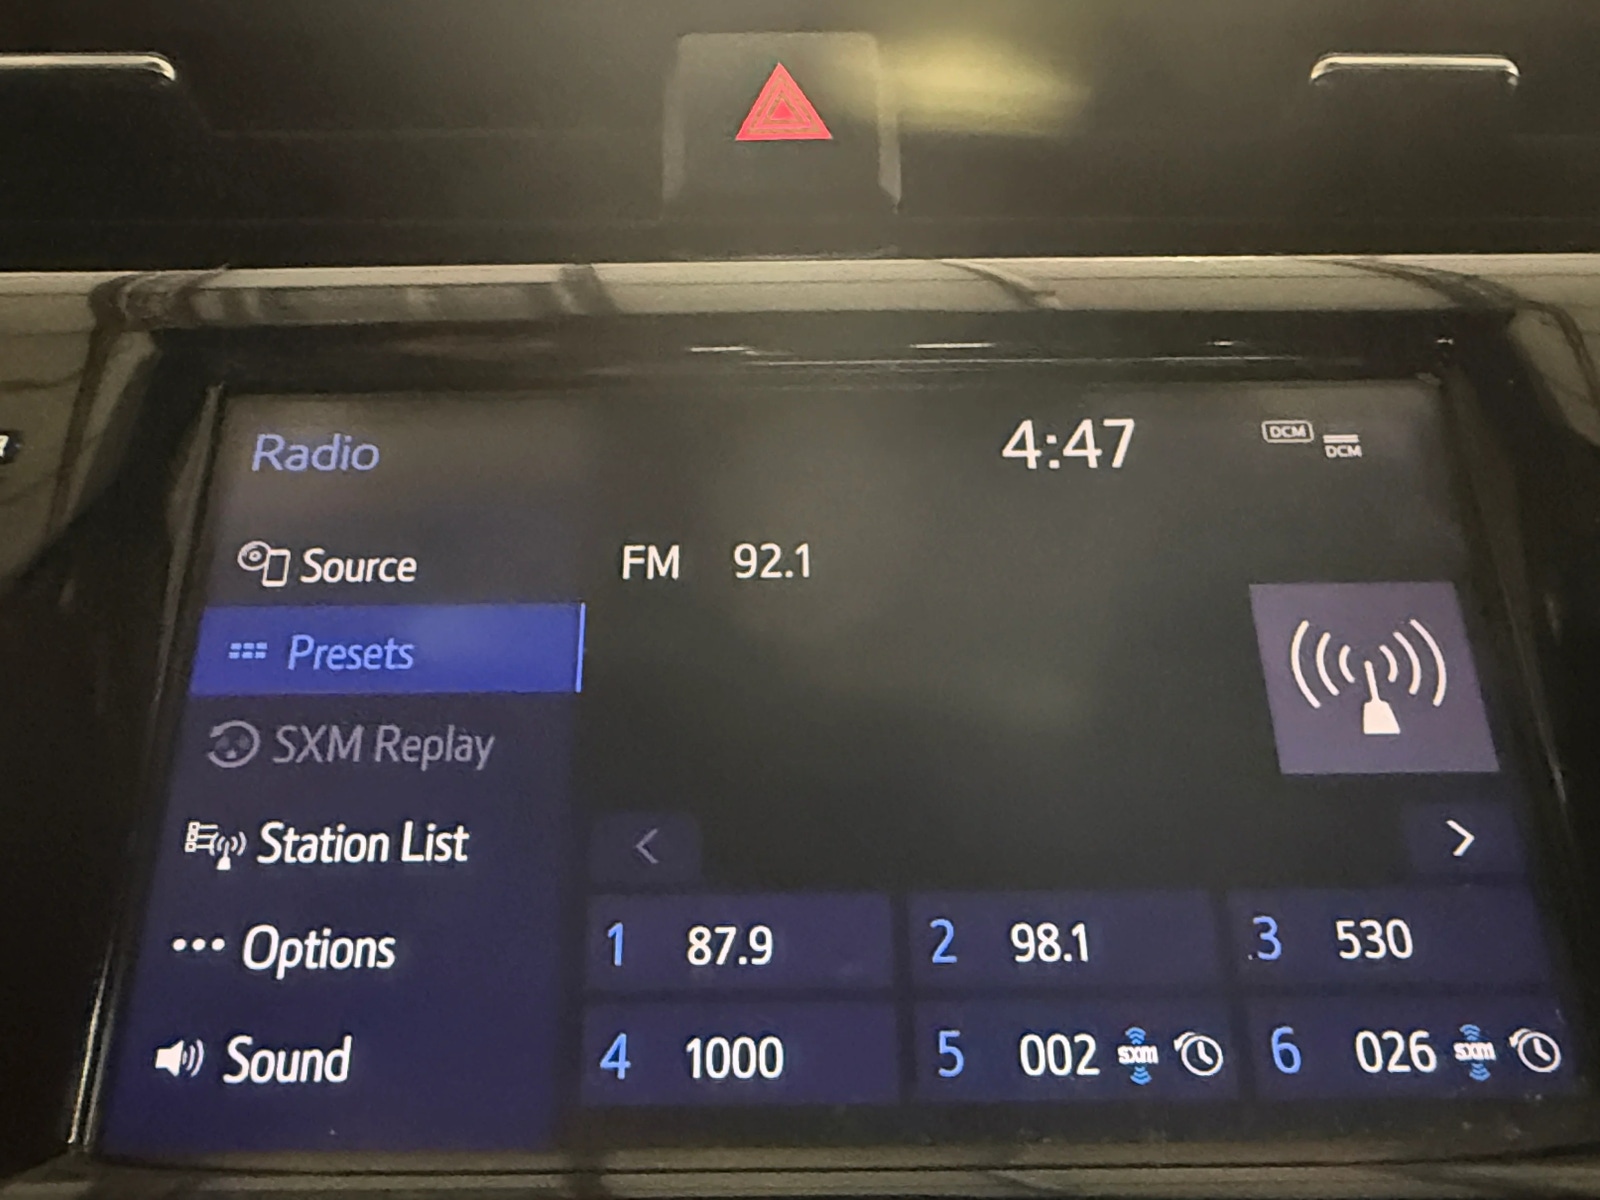 Radio
4:47
DCM
DCM
Source
FM 92.1
Presets
SXM Replay
Station List
Options
1 87.9
2 98.1
3 530
Sound
4 1000
5 002 sxm
6 026 sxm